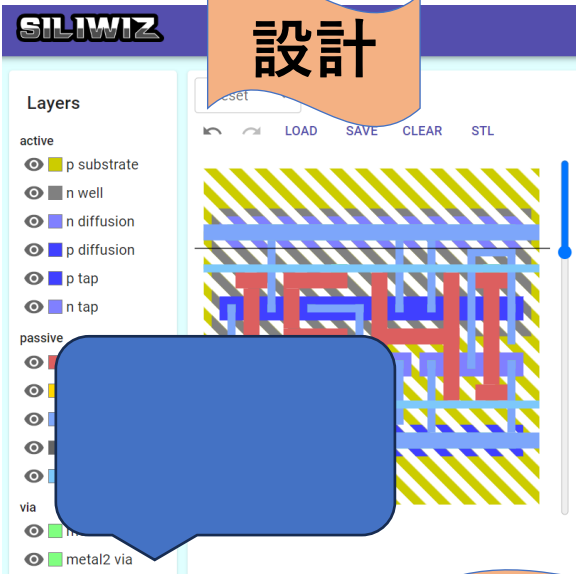 SILIWIZ
設計
Layers
active
p substrate
n well
n diffusion
p diffusion
p tap
n tap
passive
via
metal2 via
LOAD
SAVE
CLEAR
STL